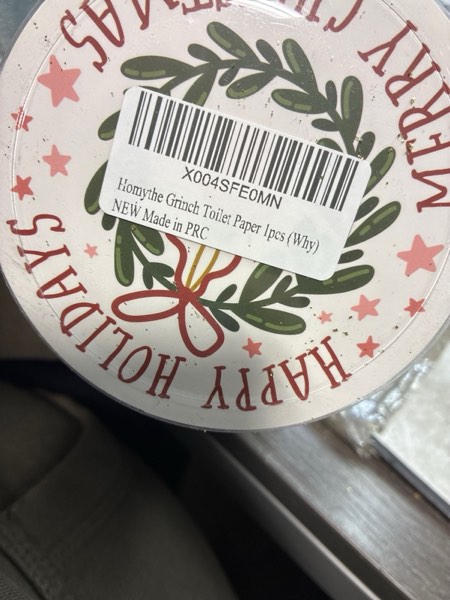 MERRY CHRISTMAS
X004SFE0MN
Homythe Grinch Toilet Paper 1pcs (Why)
NEW Made in PRC
HAPPY HOLIDAYS